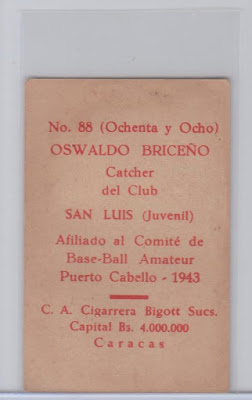 No. 88 (Ochenta y Ocho)
OSWALDO BRICEÑO
Catcher
del Club
SAN LUIS (Juvenil)
Afiliado al Comité de
Base-Ball Amateur
Puerto Cabello - 1943
C. A. Cigarrera Bigott Sucs.
Capital Bs. 4.000.000
Caracas